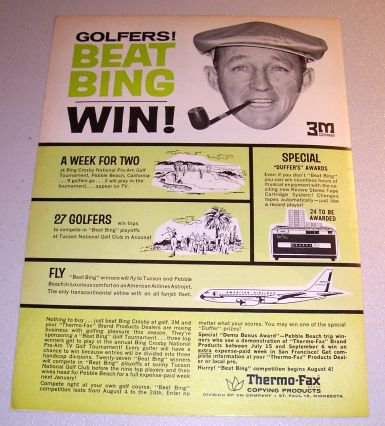 GOLFERS!
BEAT
BING
WIN!
3M
COMPANY
A WEEK FOR TWO
at Bing Crosby National Pro-Am Golf
Tournament, Pebble Beach, California
... 9 golfers go ... 3 will play in the
tournament ... appear on TV.
SPECIAL
"DUFFER'S" AWARDS
Even if you don't "Beat Bing"
you can win countless hours of
musical enjoyment with the ex-
citing new Revere Stereo Tape
Cartridge System! Changes
tapes automatically—just like
a record player!
24 TO BE
AWARDED
27 GOLFERS win trips
to compete in "Beat Bing" playoffs
at Tucson National Golf Club in Arizona!
FLY "Beat Bing" winners will fly to Tucson and Pebble
Beach in luxurious comfort on American Airlines Astrojet.
The only transcontinental airline with an all fanjet fleet.
AMERICAN AIRLINES
Nothing to buy ... just beat Bing Crosby at golf. 3M and
your "Thermo-Fax" Brand Products Dealers are mixing
business with golfing pleasure this season. They're
sponsoring a "Beat Bing" Golf Tournament ... three top
winners get to play in the annual Bing Crosby National
Pro-Am TV Golf Tournament! Every golfer will have a
chance to win because entries will be divided into three
handicap divisions. Twenty-seven "Beat Bing" winners
will compete in "Beat Bing" playoffs at sunny Tucson
National Golf Club before the nine top players and their
wives head for Pebble Beach for a full expense paid week
next January!
Compete right at your own golf course. "Beat Bing"
competition lasts from August 4 to the 24th. Enter no
matter what your scores. You may win one of the special
"Duffer" prizes!
Special "Demo Bonus Award"—Pebble Beach trip win-
ners who see a demonstration of "Thermo-Fax" Brand
Products between July 15 and September 6 win an
extra expense-paid week in San Francisco! Get com-
plete information at your "Thermo-Fax" Products Deal-
er or local pro.
Hurry! "Beat Bing" competition begins August 4!
Thermo-Fax
COPYING PRODUCTS
DIVISION OF 3M COMPANY • ST. PAUL 19, MINNESOTA